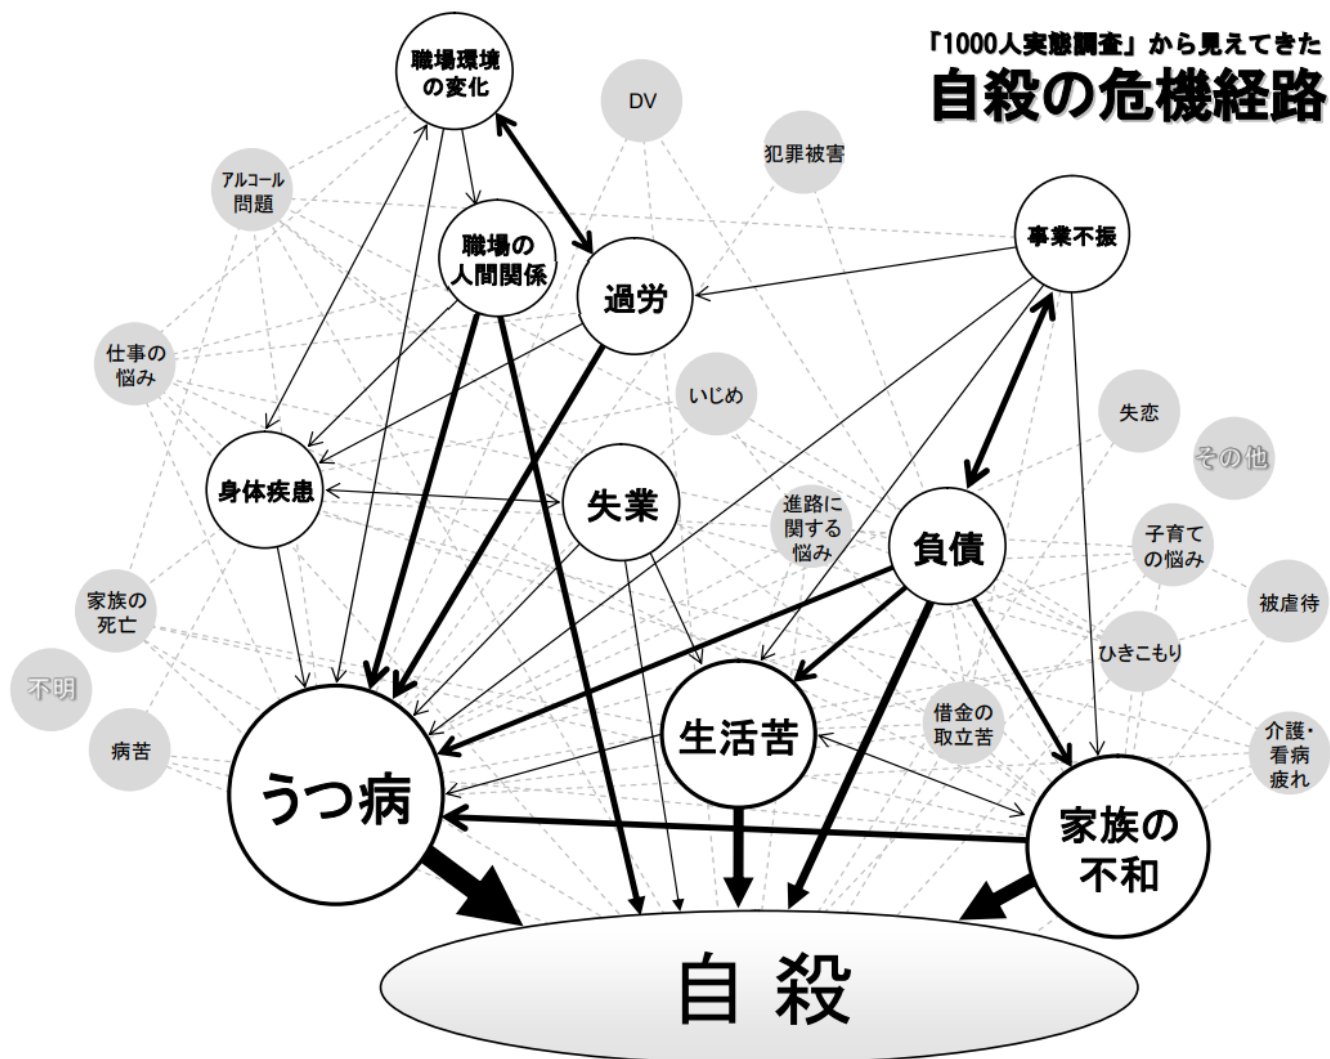 「1000人実態調査」から見えてきた
自殺の危機経路
職場環境
の変化
DV
犯罪被害
アルコール
問題
職場の
人間関係
過労
事業不振
仕事の
悩み
いじめ
失恋
その他
身体疾患
失業
進路に
関する
悩み
負債
子育て
の悩み
家族の
死亡
被虐待
ひきこもり
不明
病苦
うつ病
生活苦
借金の
取立苦
介護・
看病
疲れ
家族の
不和
自殺